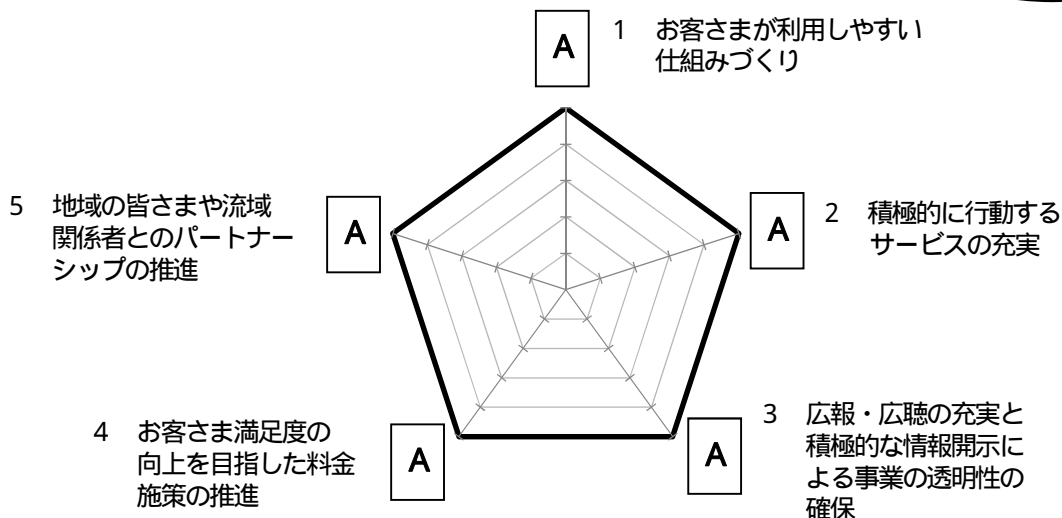 A
1 お客さまが利用しやすい
仕組みづくり
A
2 積極的に行動する
サービスの充実
A
3 広報・広聴の充実と
積極的な情報開示に
よる事業の透明性の
確保
A
4 お客さま満足度の
向上を目指した料金
施策の推進
A
5 地域の皆さまや流域
関係者とのパートナー
シップの推進